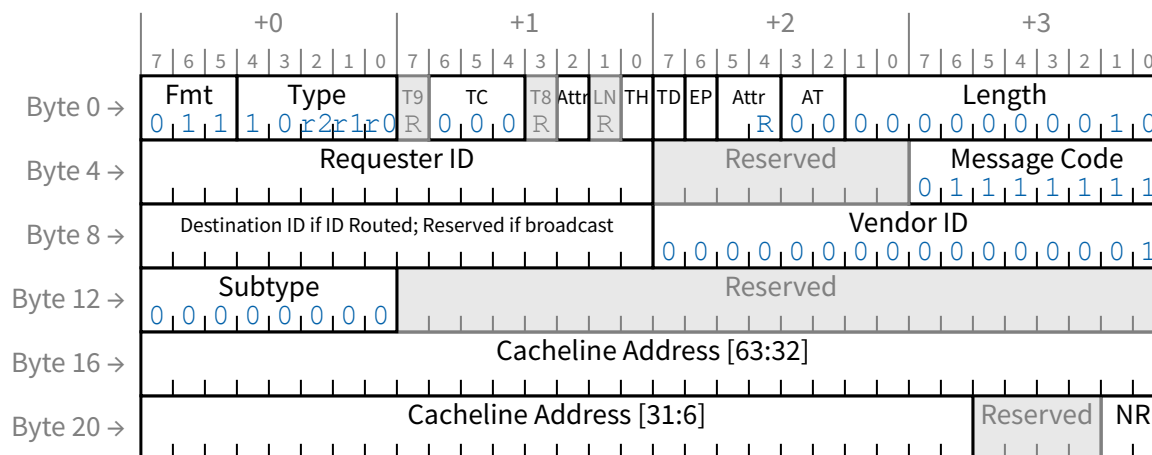 +0 +1 +2 +3
7 6 5 4 3 2 1 0 7 6 5 4 3 2 1 0 7 6 5 4 3 2 1 0 7 6 5 4 3 2 1 0
Byte 0 → Fmt Type T9 TC T8 Attr LN TH TD EP Attr AT Length
0 1 1 1 0 r2 r1 r0 R 0 0 0 R R R 0 0 0 0 0 0 0 0 0 0 1 0
Byte 4 → Requester ID Reserved Message Code
0 1 1 1 1 1 1 1
Byte 8 → Destination ID if ID Routed; Reserved if broadcast Vendor ID
0 0 0 0 0 0 0 0 0 0 0 0 0 0 0 1
Byte 12 → Subtype Reserved
0 0 0 0 0 0 0 0
Byte 16 → Cacheline Address [63:32]
Byte 20 → Cacheline Address [31:6] Reserved NR